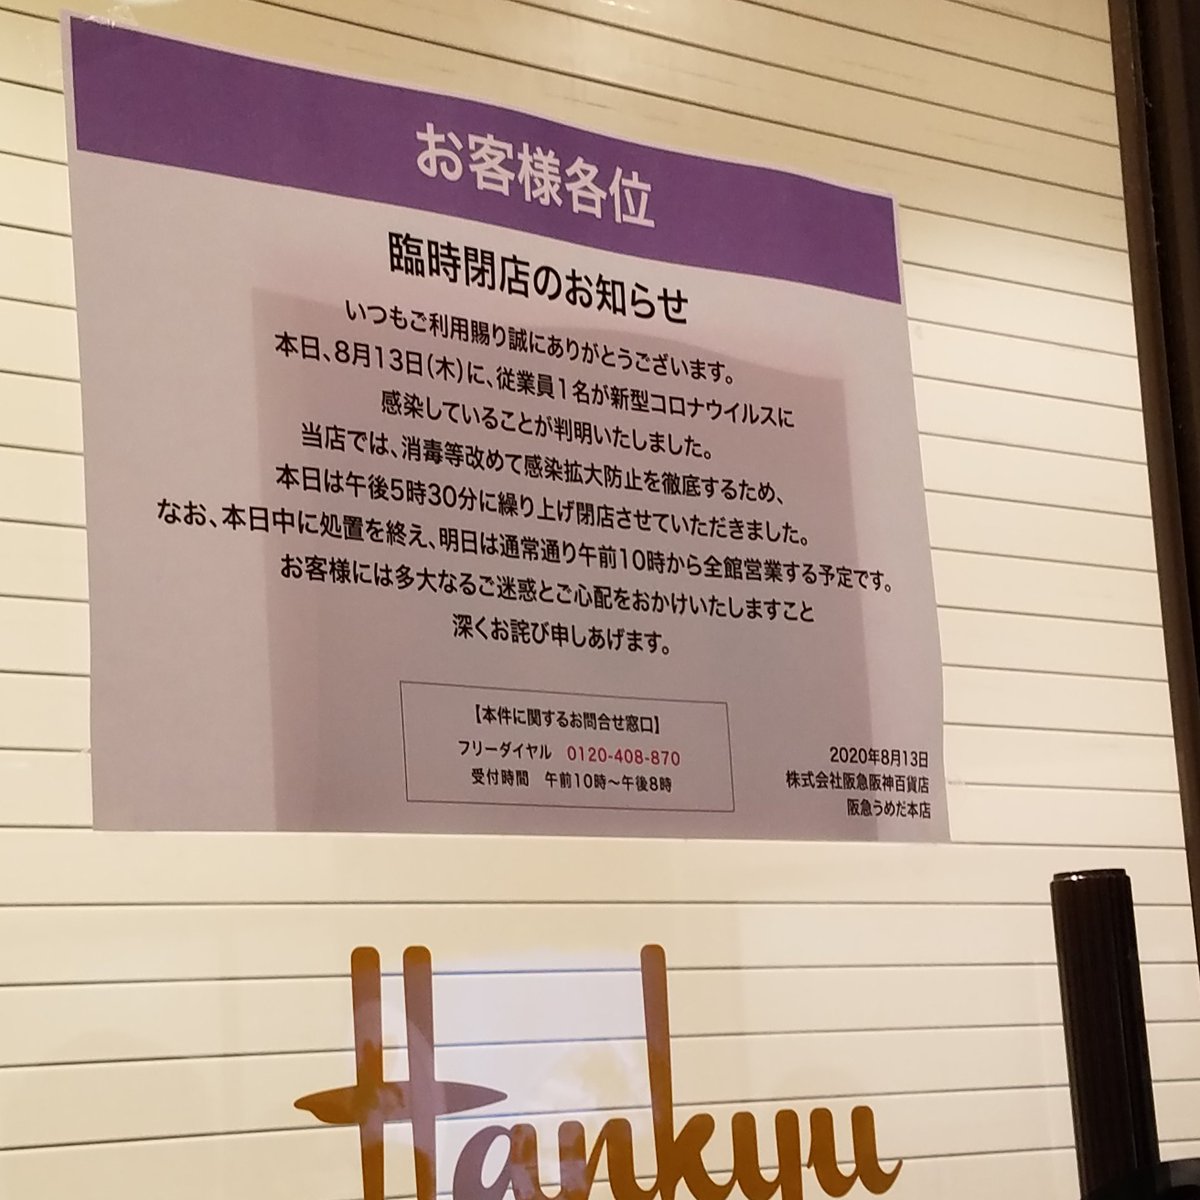 お客様各位
臨時閉店のお知らせ
いつもご利用賜り誠にありがとうございます。
本日、8月13日(木)に、従業員1名が新型コロナウイルスに
感染していることが判明いたしました。
当店では、消毒等改めて感染拡大防止を徹底するため、
本日は午後5時30分に繰り上げ閉店させていただきました。
なお、本日中に処置を終え、明日は通常通り午前10時から全館営業する予定です。
お客様には多大なるご迷惑とご心配をおかけいたしますこと
深くお詫び申しあげます。
【本件に関するお問合せ窓口】
フリーダイヤル 0120-408-870
受付時間 午前10時～午後8時
2020年8月13日
株式会社阪急阪神百貨店
阪急うめだ本店
Hankyu